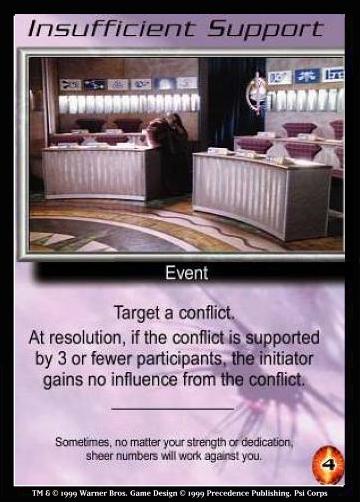 Insufficient Support
Event
Target a conflict.
At resolution, if the conflict is supported
by 3 or fewer participants, the initiator
gains no influence from the conflict.
Sometimes, no matter your strength or dedication,
sheer numbers will work against you.
4
TM & © 1999 Warner Bros. Game Design © 1999 Precedence Publishing. Psi Corps